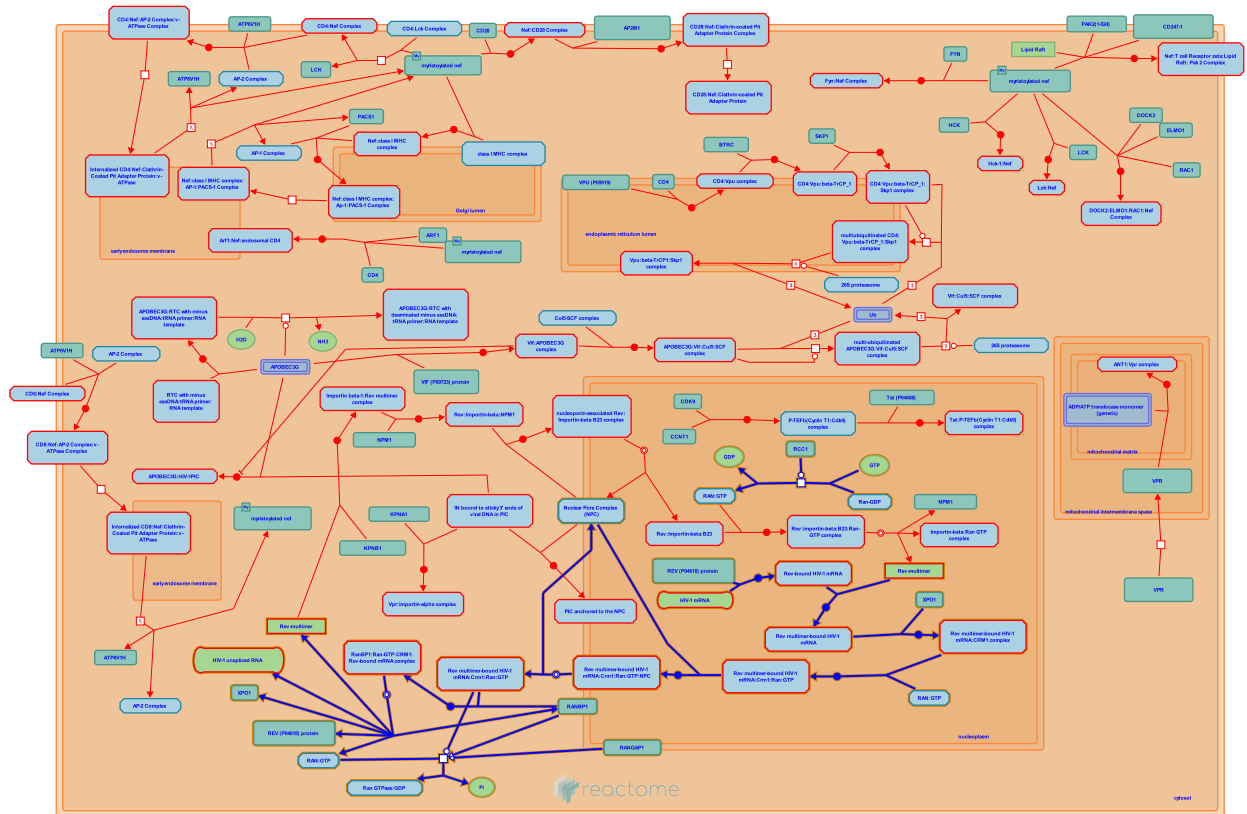 CD4:Nef:AP-2 Complex:v-
ATPase Complex
ATP6V1H
CD4:Nef Complex
CD4:Lck Complex
CD28
Nef:CD28 Complex
AP2M1
CD28:Nef:Clathrin-coated Pit
Adapter Protein Complex
PAK2(1-524)
CD247-1
Lipid Raft
Nef:T cell Receptor zeta:Lipid
Raft: Pak 2 Complex
FYN
Fyn:Nef Complex
My
myristoylated nef
LCK
My
myristoylated nef
ATP6V1H
AP-2 Complex
CD28:Nef:Clathrin-coated Pit
Adapter Protein
HCK
Hck-1:Nef
LCK
Lck:Nef
DOCK2
ELMO1
RAC1
DOCK2:ELMO1:RAC1:Nef
Complex
PACS1
6
6
AP-1 Complex
Nef:class I MHC
complex
class I MHC complex
Internalized CD4:Nef:Clathrin-
Coated Pit Adapter Protein:v-
ATPase
Nef:class I MHC complex:
AP-1:PACS-1 Complex
Nef:class I MHC complex:
Ap-1:PACS-1 Complex
Golgi lumen
early endosome membrane
Arf1:Nef:endosomal CD4
ARF1
My
myristoylated nef
CD4
BTRC
SKP1
VPU (P05919)
CD4
CD4:Vpu complex
CD4:Vpu:beta-TrCP_1
CD4:Vpu:beta-TrCP_1:
Skp1 complex
endoplasmic reticulum lumen
multiubiquitinated CD4:
Vpu:beta-TrCP_1:Skp1
complex
Vpu:beta-TrCP1:Skp1
complex
26S proteasome
3
3
Ub
Vif:Cul5:SCF complex
3
3
APOBEC3G:RTC with minus
sssDNA:tRNA primer:RNA
template
APOBEC3G:RTC with
deaminated minus sssDNA:
tRNA primer:RNA template
H2O
NH3
Cul5-SCF complex
Vif:APOBEC3G
complex
APOBEC3G:Vif:Cul5:SCF
complex
multi-ubiquitinated
APOBEC3G:Vif:Cul5:SCF
complex
26S proteasome
ATP6V1H
AP-2 Complex
APOBEC3G
CD8:Nef Complex
RTC with minus
sssDNA:tRNA primer:
RNA template
VIF (P69723) protein
ANT1:Vpr complex
ADP/ATP translocase monomer
(generic)
mitochondrial matrix
VPR
mitochondrial intermembrane space
VPR
Importin beta-1:Rev multimer
complex
NPM1
Rev:Importin-beta:NPM1
nucleoporin-associated Rev:
Importin-beta:B23 complex
CDK9
CCNT1
P-TEFb(Cyclin T1:Cdk9)
complex
Tat (P04608)
Tat:P-TEFb(Cyclin T1:Cdk9)
complex
CD8:Nef:AP-2 Complex:v-
ATPase Complex
APOBEC3G:HIV-1PIC
GDP
RCC1
GTP
RAN:GTP
Ran-GDP
Internalized CD8:Nef:Clathrin-
Coated Pit Adapter Protein:v-
ATPase
early endosome membrane
My
myristoylated nef
KPNA1
KPNB1
IN bound to sticky 3' ends of
viral DNA in PIC
Nuclear Pore Complex
(NPC)
Rev:Importin-beta:B23
Rev:Importin-beta:B23:Ran-
GTP complex
NPM1
Importin-beta:Ran GTP
complex
REV (P04618) protein
HIV-1 mRNA
Rev-bound HIV-1 mRNA
Rev-multimer
Vpr:importin-alpha complex
PIC anchored to the NPC
XPO1
Rev multimer-bound HIV-1
mRNA
Rev multimer-bound HIV-1
mRNA:CRM1 complex
6
ATP6V1H
AP-2 Complex
Rev-multimer
HIV-1 unspliced RNA
RanBP1:Ran-GTP:CRM1:
Rev-bound mRNA complex
XPO1
Rev multimer-bound HIV-1
mRNA:Crm1:Ran:GTP
Rev multimer-bound HIV-1
mRNA:Crm1:Ran:GTP:NPC
Rev multimer-bound HIV-1
mRNA:Crm1:Ran:GTP
RAN:GTP
RANBP1
REV (P04618) protein
RAN:GTP
RANGAP1
nucleoplasm
Ran GTPase:GDP
Pi
reactome
cytosol